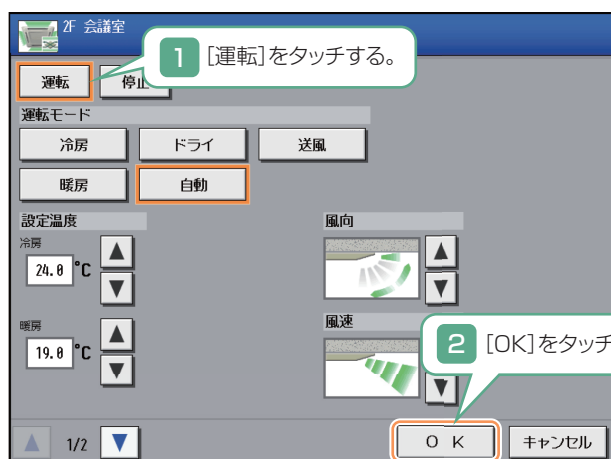 2F 会議室
1 [運転]をタッチする。
運転 停止
運転モード
冷房 ドライ 送風
暖房 自動
設定温度 風向
冷房
24.0 °C
暖房 風速
19.0 °C
2 [OK]をタッチ
1/2 OK キャンセル